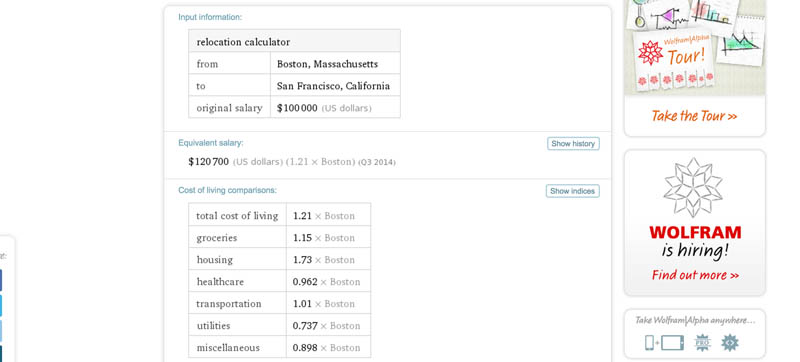 Input information:
relocation calculator
from Boston, Massachusetts
to San Francisco, California
original salary $100000 (US dollars)
Equivalent salary:
Show history
$120700 (US dollars) (1.21 × Boston) (Q3 2014)
Cost of living comparisons:
Show indices
total cost of living 1.21 × Boston
groceries 1.15 × Boston
housing 1.73 × Boston
healthcare 0.962 × Boston
transportation 1.01 × Boston
utilities 0.737 × Boston
miscellaneous 0.898 × Boston
Wolfram|Alpha
Tour!
Take the Tour »
WOLFRAM
is hiring!
Find out more »
Take Wolfram|Alpha anywhere...
PRO